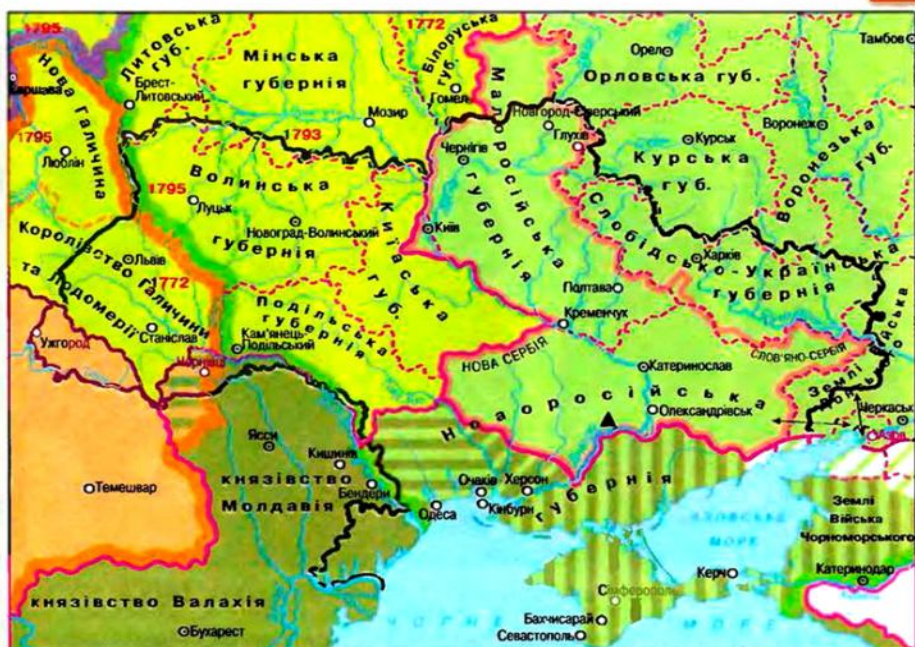 1795
1772
Тамбов
Нова Галичина
Литовська губ.
Мінська
губернія
Білоруська губ.
Орел
Орловська губ.
Брест-
Литовський
Мозир
Гомель
Новгород-Сіверський
Глухів
Курськ
Курська
губ.
Воронеж
Воронезька
губ.
1795
Люблін
1793
Чернігів
Малоросійська
губернія
1795
Волинська
губернія
Луцьк
Новоград-Волинський
Київська
губ.
Київ
Слобідсько-Українська
губернія
Харків
Королівство Галичини
та Лодомерії
Львів
1772
Станіслав
Подільська
губернія
Кам'янець-
Подільський
Полтава
Кременчук
Ужгород
Чернівці
НОВА СЕРБІЯ
Катеринослав
СЛОВ'ЯНО-СЕРБІЯ
Землі
Донського
Новоросійська
губернія
Олександрівськ
Черкаськ
Азов
Ясси
Кишинів
князівство
Молдавія
Бендери
Темешвар
Одеса
Очаків
Херсон
Кінбурн
МОРЕ
Землі
Війська
Чорноморського
Катеринодар
Керч
Сімферополь
Бахчисарай
Севастополь
князівство Валахія
Бухарест
ЧОРНЕ
МОРЕ